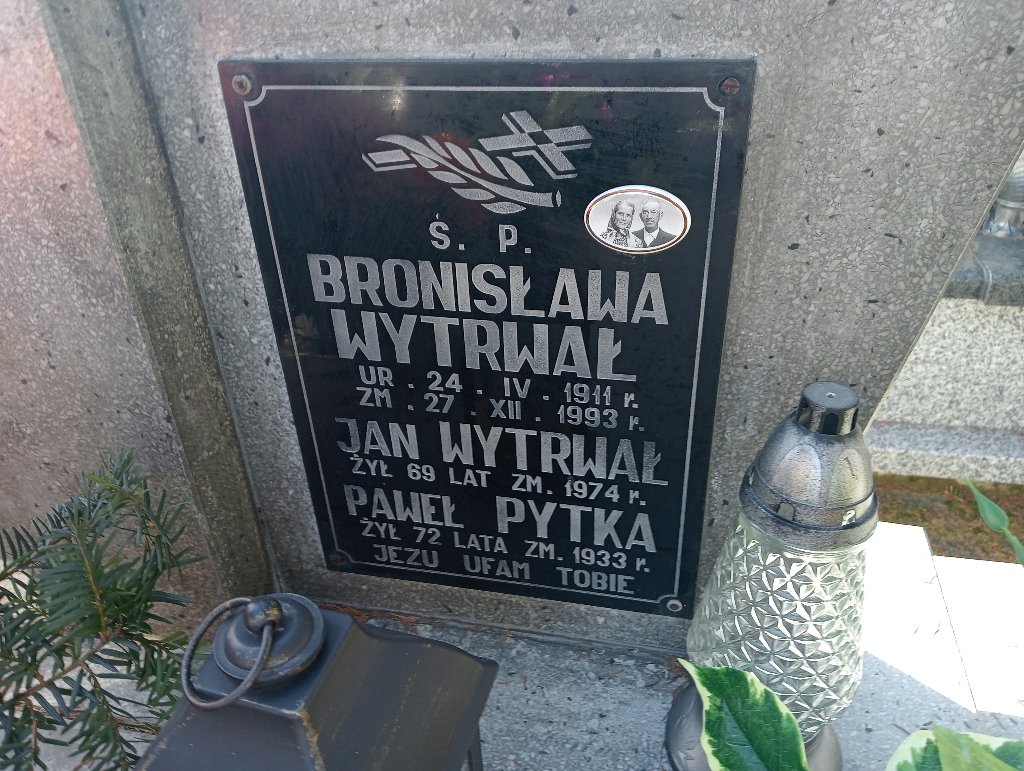 Ś. P.
BRONISŁAWA
WYTRWAŁ
UR. 24. IV. 1911 r.
ZM. 27. XII. 1993 r.
JAN WYTRWAŁ
ŻYŁ 69 LAT ZM. 1974 r.
PAWEŁ PYTKA
ŻYŁ 72 LATA ZM. 1933 r.
JEZU UFAM TOBIE